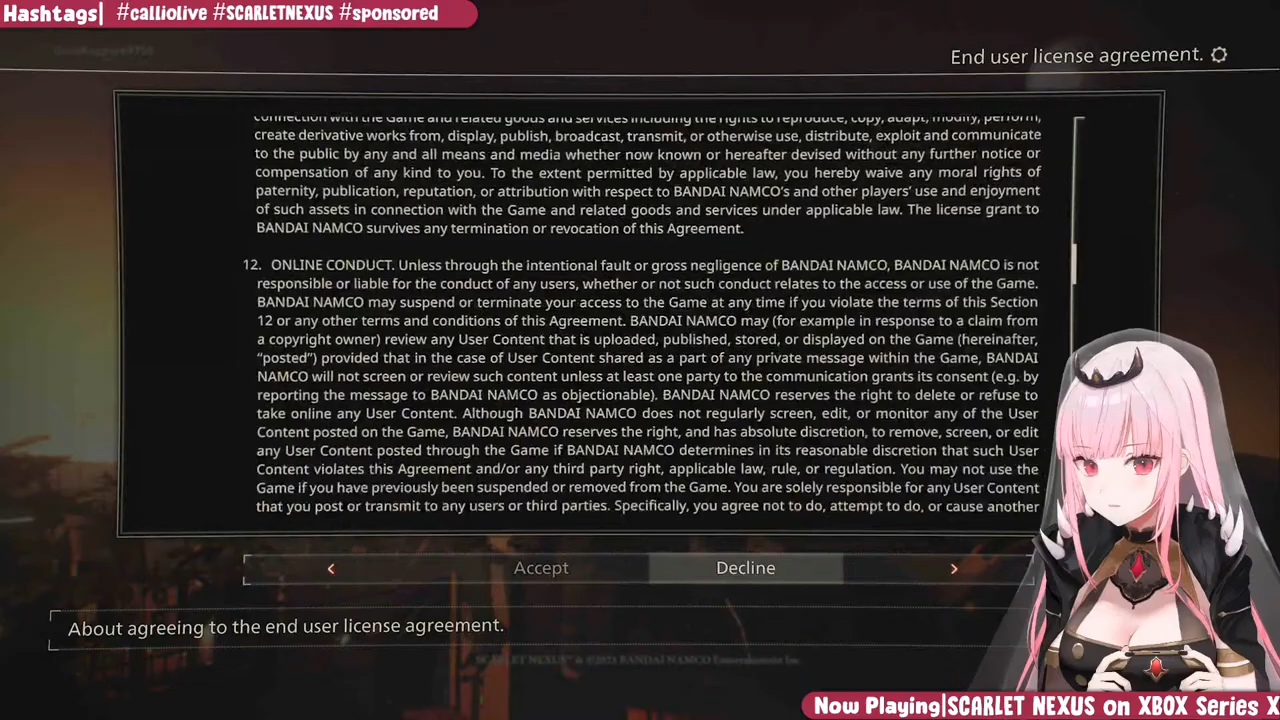 Hashtags| #calliolive #SCARLETNEXUS #sponsored
End user license agreement.
connection with the Game and related goods and services including the rights to reproduce, copy, adapt, modify, perform,
create derivative works from, display, publish, broadcast, transmit, or otherwise use, distribute, exploit and communicate
to the public by any and all means and media whether now known or hereafter devised without any further notice or
compensation of any kind to you. To the extent permitted by applicable law, you hereby waive any moral rights of
paternity, publication, reputation, or attribution with respect to BANDAI NAMCO's and other players' use and enjoyment
of such assets in connection with the Game and related goods and services under applicable law. The license grant to
BANDAI NAMCO survives any termination or revocation of this Agreement.
12. ONLINE CONDUCT. Unless through the intentional fault or gross negligence of BANDAI NAMCO, BANDAI NAMCO is not
responsible or liable for the conduct of any users, whether or not such conduct relates to the access or use of the Game.
BANDAI NAMCO may suspend or terminate your access to the Game at any time if you violate the terms of this Section
12 or any other terms and conditions of this Agreement. BANDAI NAMCO may (for example in response to a claim from
a copyright owner) review any User Content that is uploaded, published, stored, or displayed on the Game (hereinafter,
“posted”) provided that in the case of User Content shared as a part of any private message within the Game, BANDAI
NAMCO will not screen or review such content unless at least one party to the communication grants its consent (e.g. by
reporting the message to BANDAI NAMCO as objectionable). BANDAI NAMCO reserves the right to delete or refuse to
take online any User Content. Although BANDAI NAMCO does not regularly screen, edit, or monitor any of the User
Content posted on the Game, BANDAI NAMCO reserves the right, and has absolute discretion, to remove, screen, or edit
any User Content posted through the Game if BANDAI NAMCO determines in its reasonable discretion that such User
Content violates this Agreement and/or any third party right, applicable law, rule, or regulation. You may not use the
Game if you have previously been suspended or removed from the Game. You are solely responsible for any User Content
that you post or transmit to any users or third parties. Specifically, you agree not to do, attempt to do, or cause another
< Accept Decline >
About agreeing to the end user license agreement.
SCARLET NEXUS™ & ©2021 BANDAI NAMCO Entertainment Inc.
Now Playing|SCARLET NEXUS on XBOX Series X